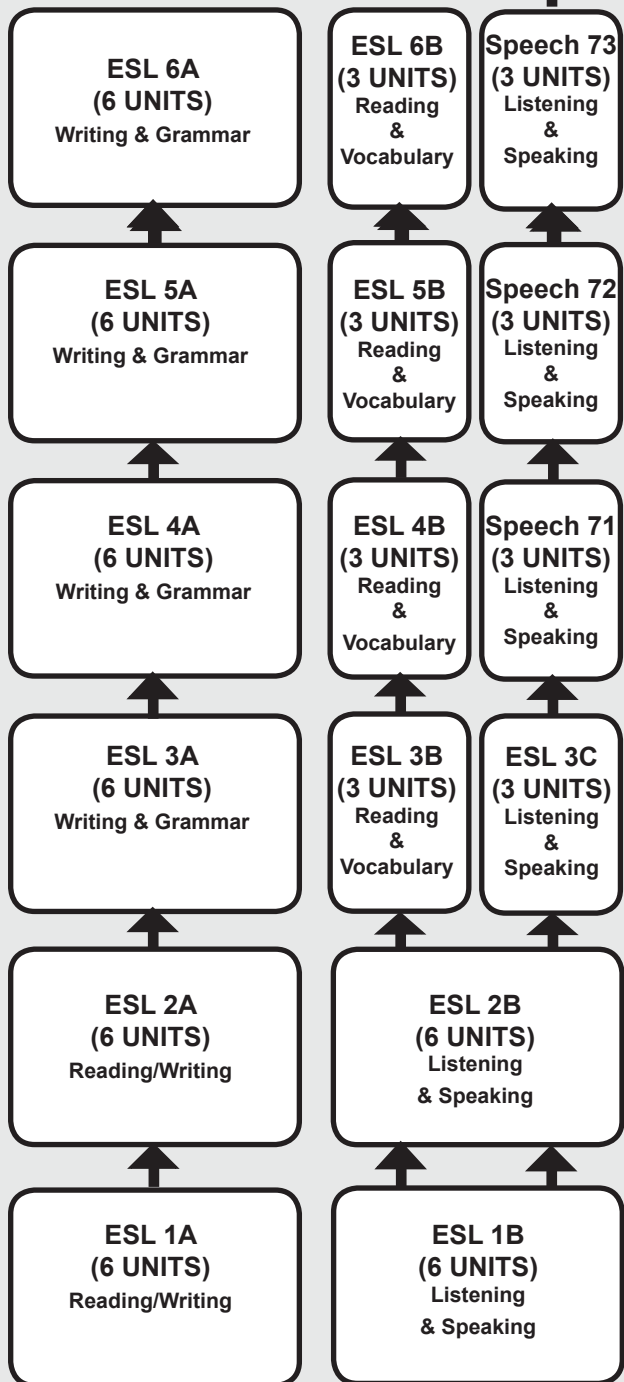 ESL 6A
(6 UNITS)
Writing & Grammar
ESL 6B
(3 UNITS)
Reading
&
Vocabulary
Speech 73
(3 UNITS)
Listening
&
Speaking
ESL 5A
(6 UNITS)
Writing & Grammar
ESL 5B
(3 UNITS)
Reading
&
Vocabulary
Speech 72
(3 UNITS)
Listening
&
Speaking
ESL 4A
(6 UNITS)
Writing & Grammar
ESL 4B
(3 UNITS)
Reading
&
Vocabulary
Speech 71
(3 UNITS)
Listening
&
Speaking
ESL 3A
(6 UNITS)
Writing & Grammar
ESL 3B
(3 UNITS)
Reading
&
Vocabulary
ESL 3C
(3 UNITS)
Listening
&
Speaking
ESL 2A
(6 UNITS)
Reading/Writing
ESL 2B
(6 UNITS)
Listening
& Speaking
ESL 1A
(6 UNITS)
Reading/Writing
ESL 1B
(6 UNITS)
Listening
& Speaking